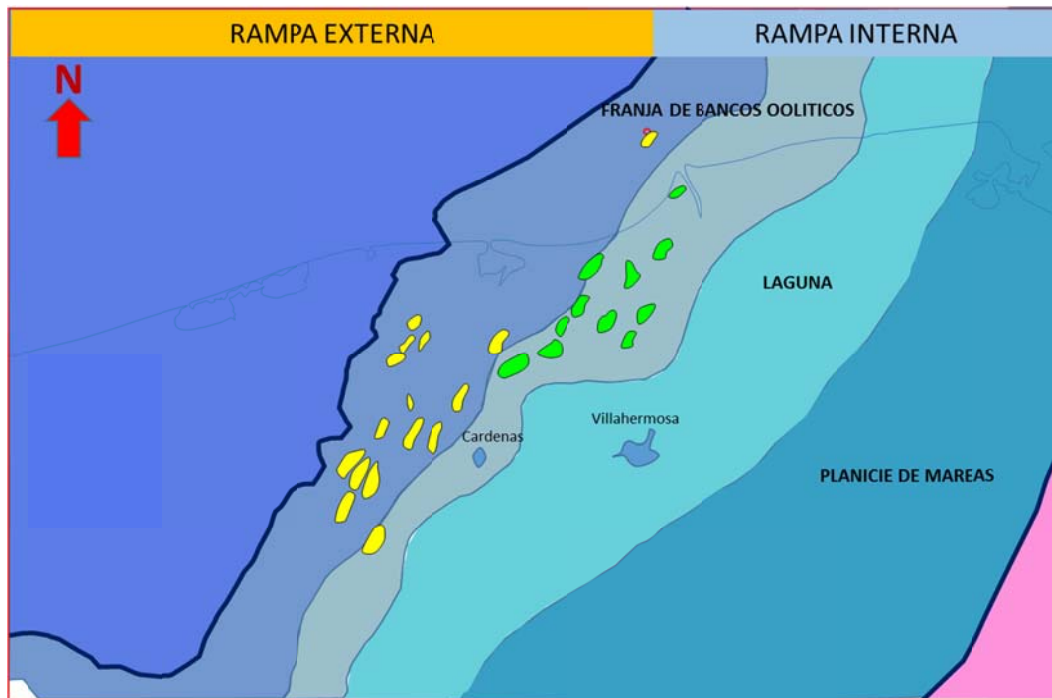 RAMPA EXTERNA
RAMPA INTERNA
N
FRANJA DE BANCOS OOLITICOS
LAGUNA
Villahermosa
Cardenas
PLANICIE DE MAREAS